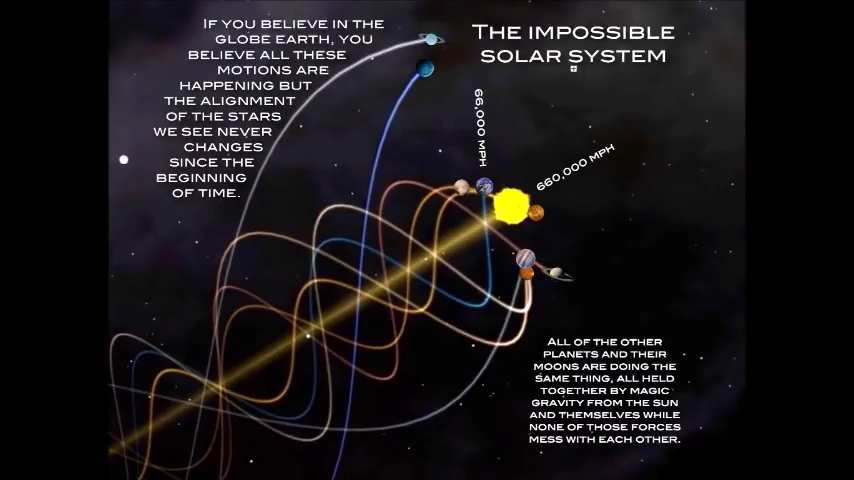 If you believe in the
globe earth, you
believe all these
motions are
happening but
the alignment
of the stars
we see never
changes
since the
beginning
of time.
The impossible
solar system
66,000 mph
660,000 mph
All of the other
planets and their
moons are doing the
same thing, all held
together by magic
gravity from the sun
and themselves while
none of those forces
mess with each other.